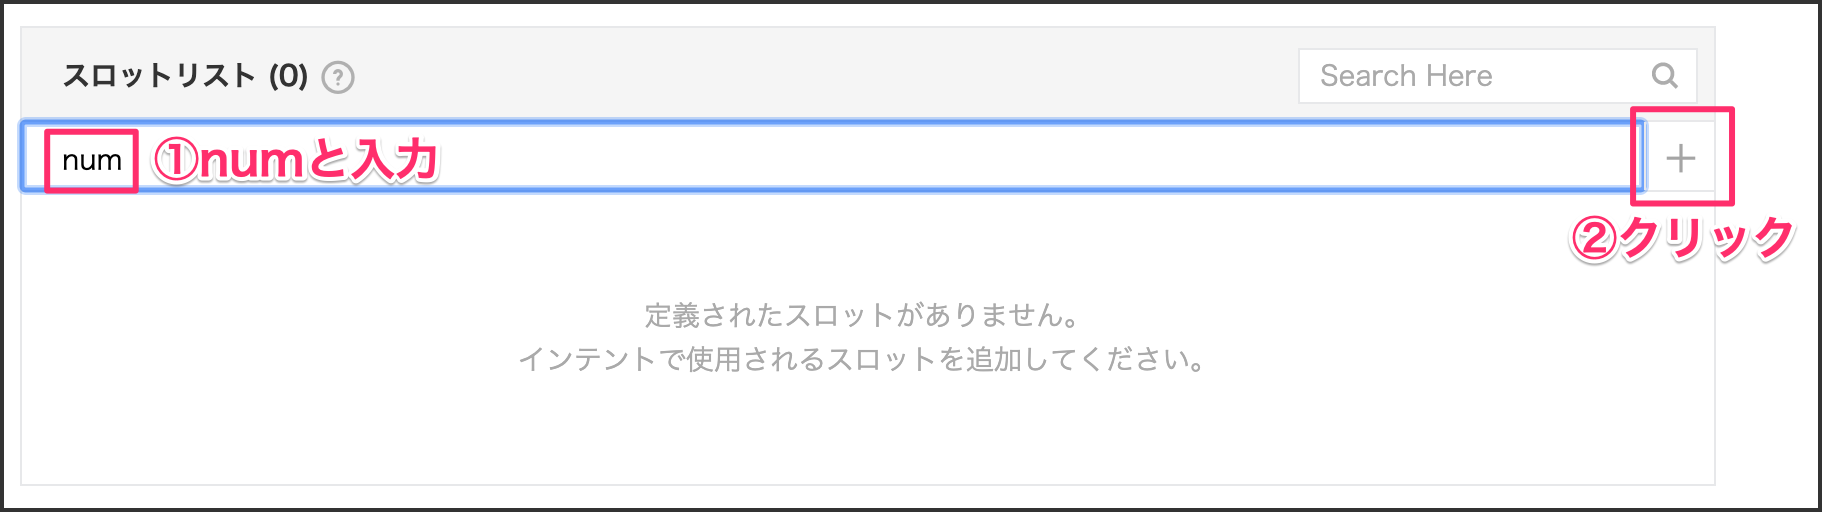 スロットリスト (0) ?
Search Here
num ①numと入力
②クリック
定義されたスロットがありません。
インテントで使用されるスロットを追加してください。